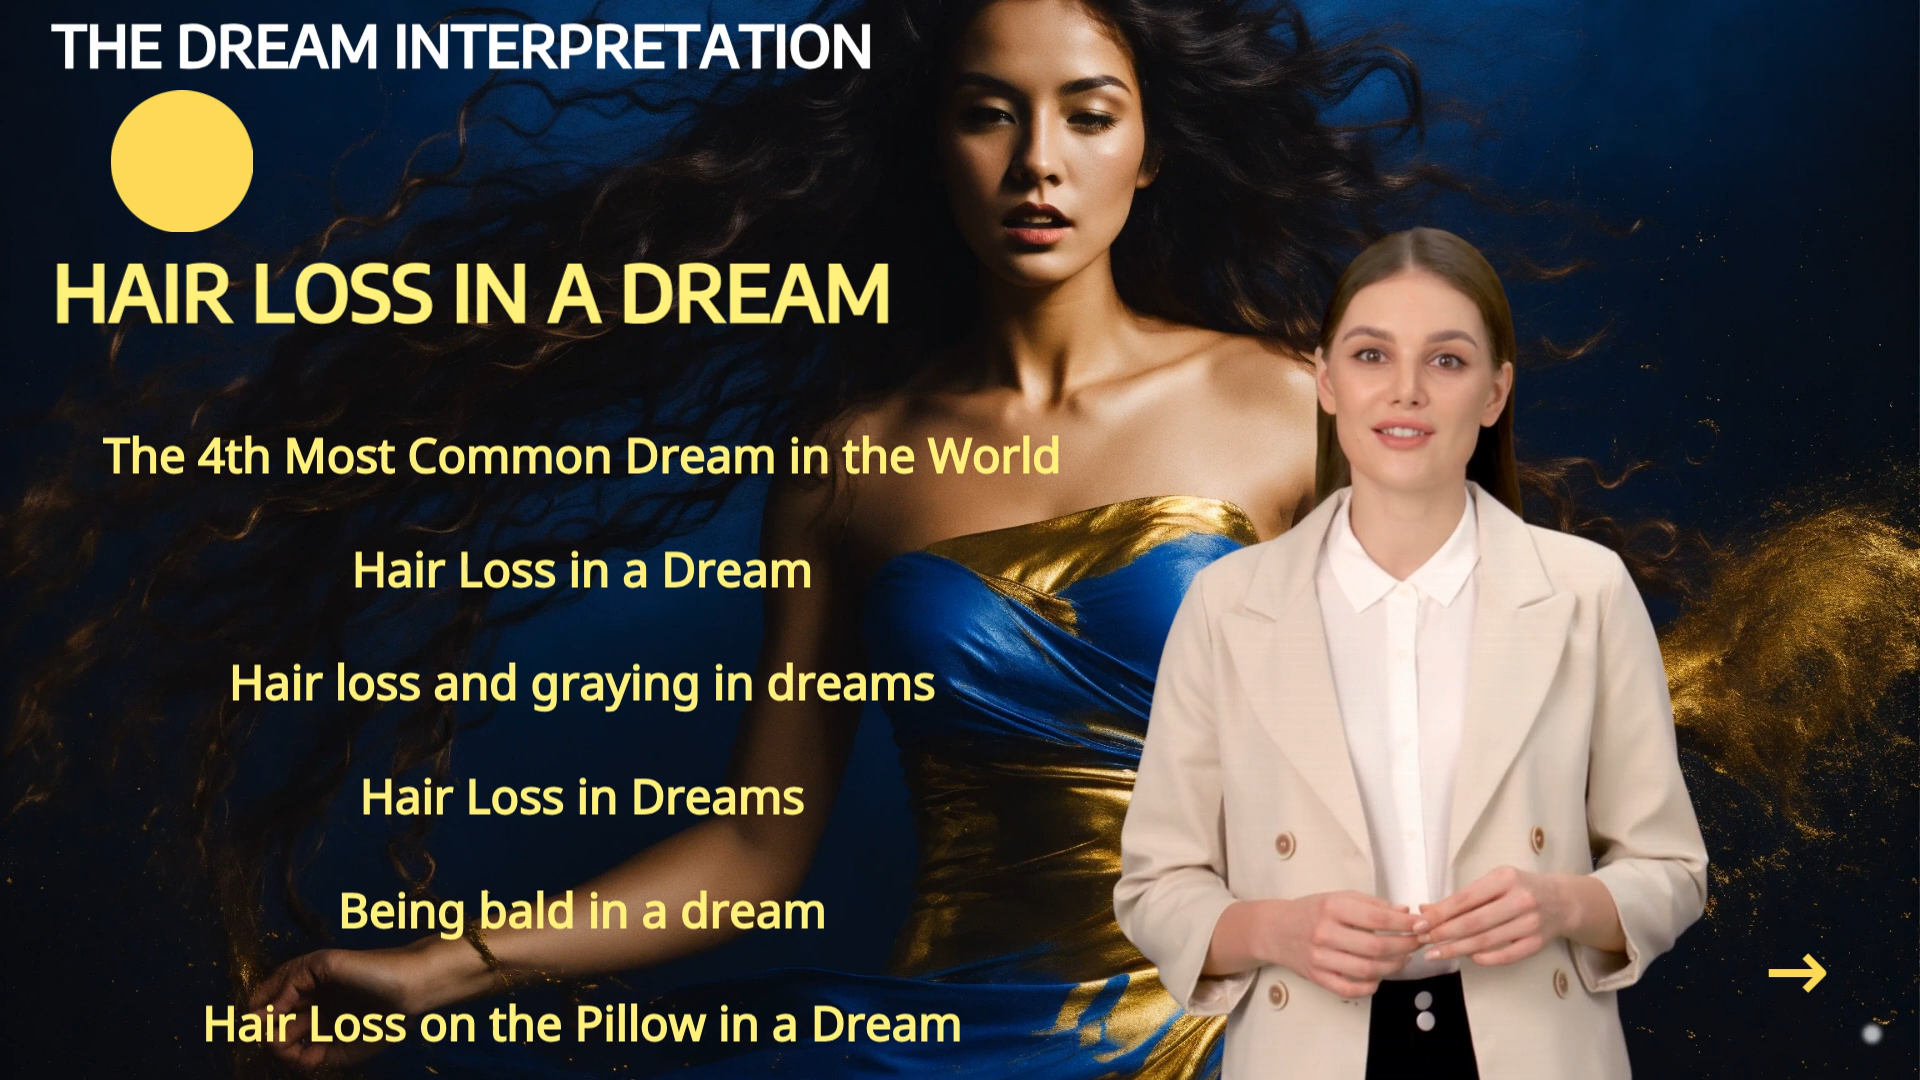 THE DREAM INTERPRETATION
HAIR LOSS IN A DREAM
The 4th Most Common Dream in the World
Hair Loss in a Dream
Hair loss and graying in dreams
Hair Loss in Dreams
Being bald in a dream
Hair Loss on the Pillow in a Dream